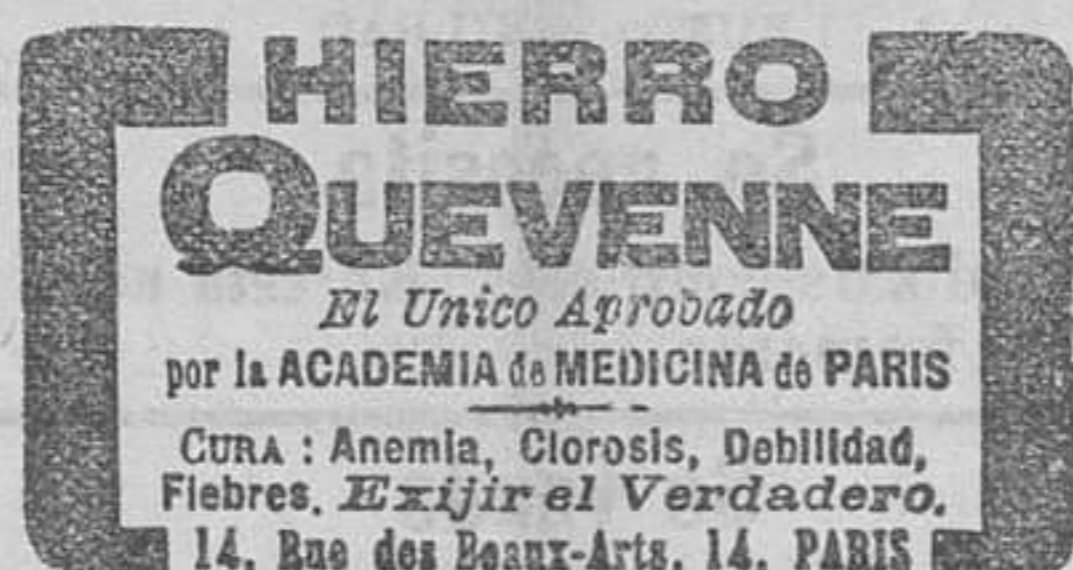 HIERRO
QUEVENNE
El Unico Aprobado
por la ACADEMIA de MEDICINA de PARIS
CURA : Anemia, Clorosis, Debilidad,
Fiebres. Exijir el Verdadero.
14, Rue des Beaux-Arts, 14, PARIS